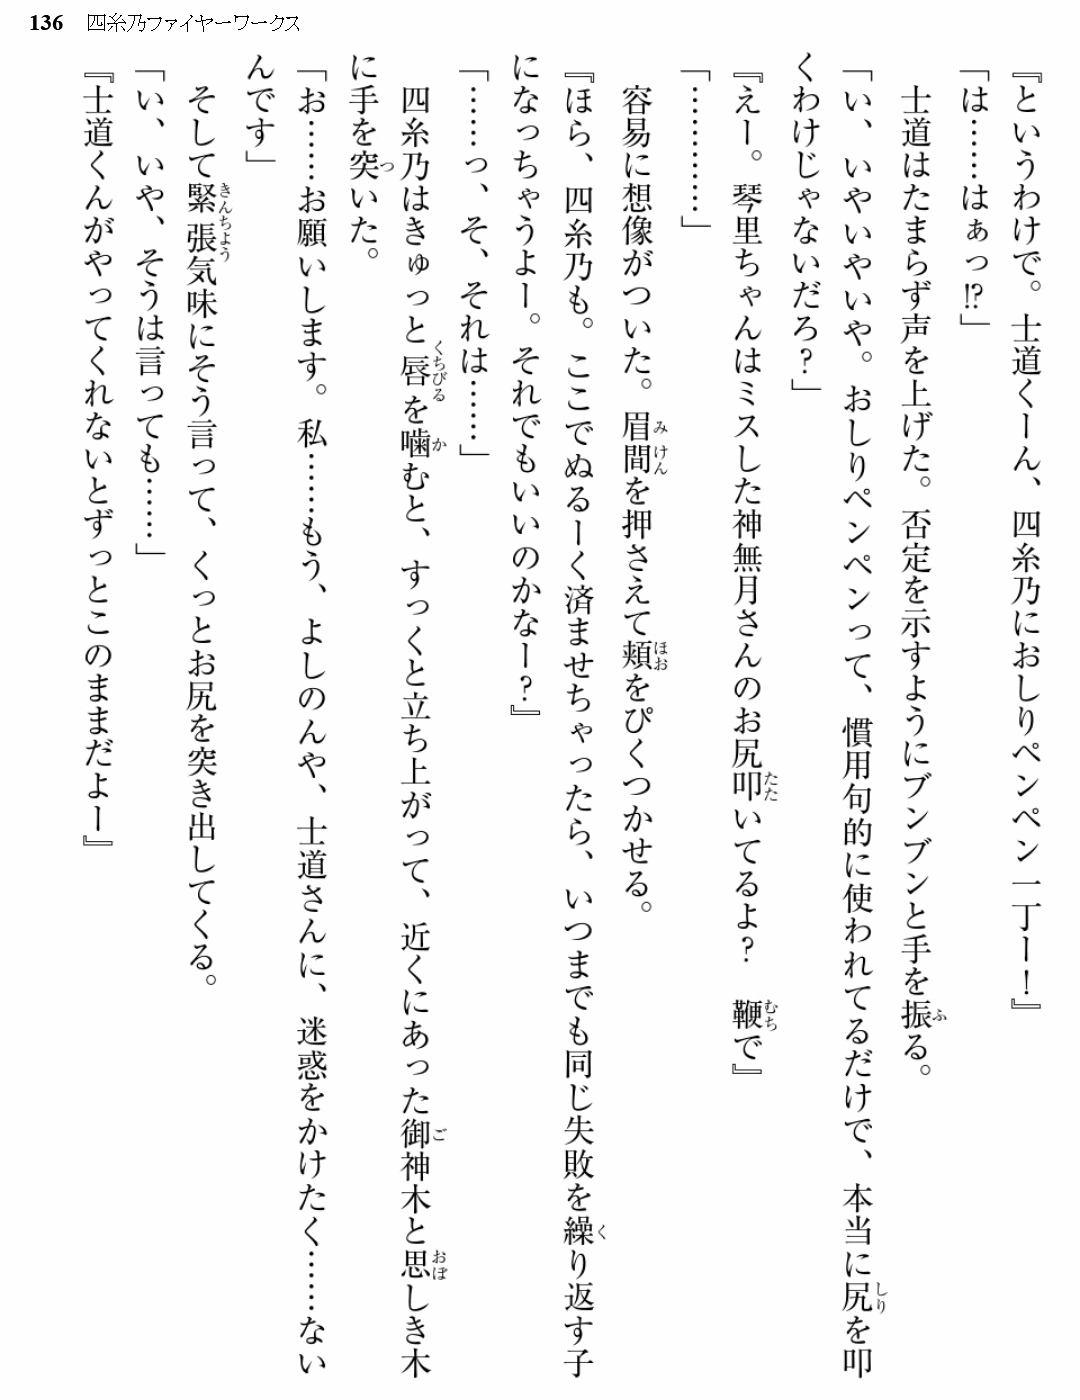 136 四糸乃ファイヤーワークス
『というわけで。士道くーん、四糸乃におしりペンペン一丁ー！』
「は……はぁっ!?」
　士道はたまらず声を上げた。否定を示すようにブンブンと手を振る。
「い、いやいやいや。おしりペンペンって、慣用句的に使われてるだけで、本当に尻を叩
くわけじゃないだろ？」
『えー。琴里ちゃんはミスした神無月さんのお尻叩いてるよ？　鞭で』
「…………」
　容易に想像がついた。眉間を押さえて頬をぴくつかせる。
『ほら、四糸乃も。ここでぬるーく済ませちゃったら、いつまでも同じ失敗を繰り返す子
になっちゃうよー。それでもいいのかなー？』
「……っ、そ、それは……」
　四糸乃はきゅっと唇を噛むと、すっくと立ち上がって、近くにあった御神木と思しき木
に手を突いた。
「お……お願いします。私……もう、よしのんや、士道さんに、迷惑をかけたく……ない
んです」
　そして緊張気味にそう言って、くっとお尻を突き出してくる。
「い、いや、そうは言っても……」
『士道くんがやってくれないとずっとこのままだよー』